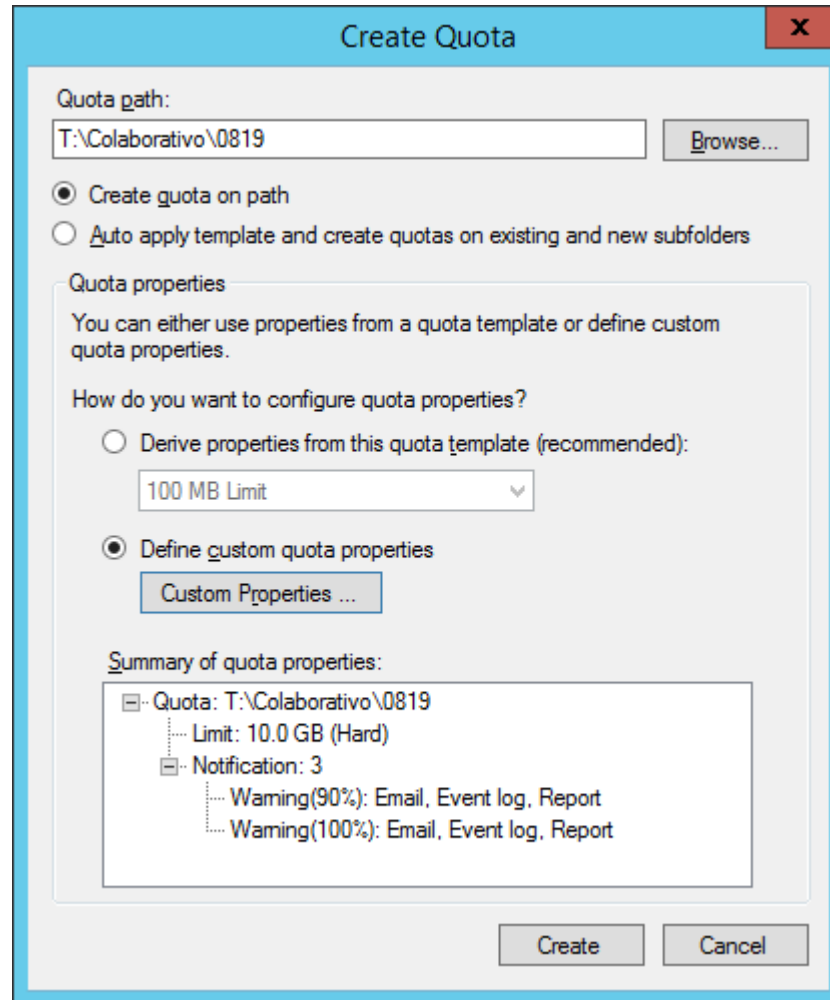 Create Quota
x
Quota path:
T:\Colaborativo\0819
Browse...
Create quota on path
Auto apply template and create quotas on existing and new subfolders
Quota properties
You can either use properties from a quota template or define custom
quota properties.
How do you want to configure quota properties?
Derive properties from this quota template (recommended):
100 MB Limit
Define custom quota properties
Custom Properties ...
Summary of quota properties:
Quota: T:\Colaborativo\0819
Limit: 10.0 GB (Hard)
Notification: 3
Warning(90%): Email, Event log, Report
Warning(100%): Email, Event log, Report
Create
Cancel